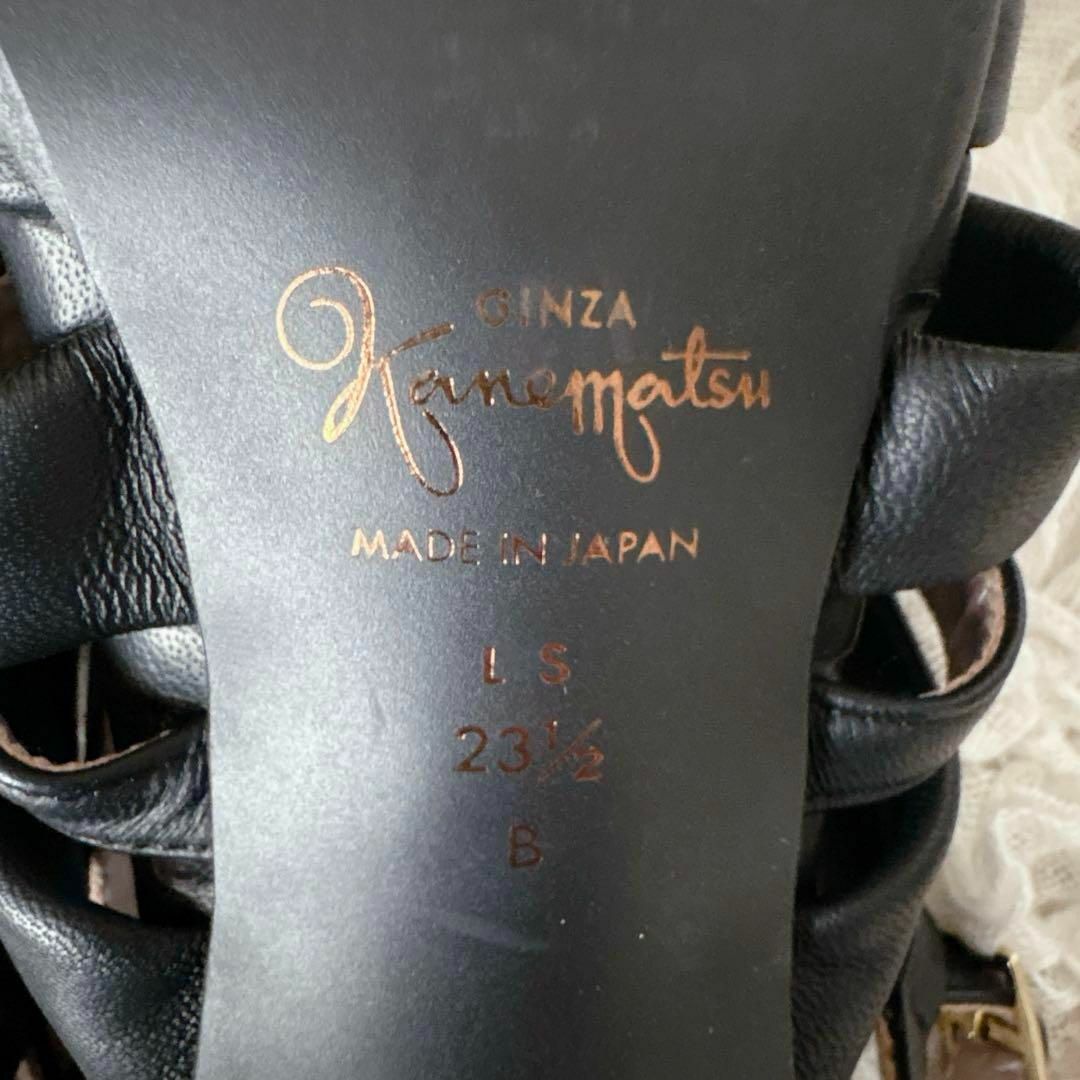 GINZA
Kanematsu
MADE IN JAPAN
L S
23½
B